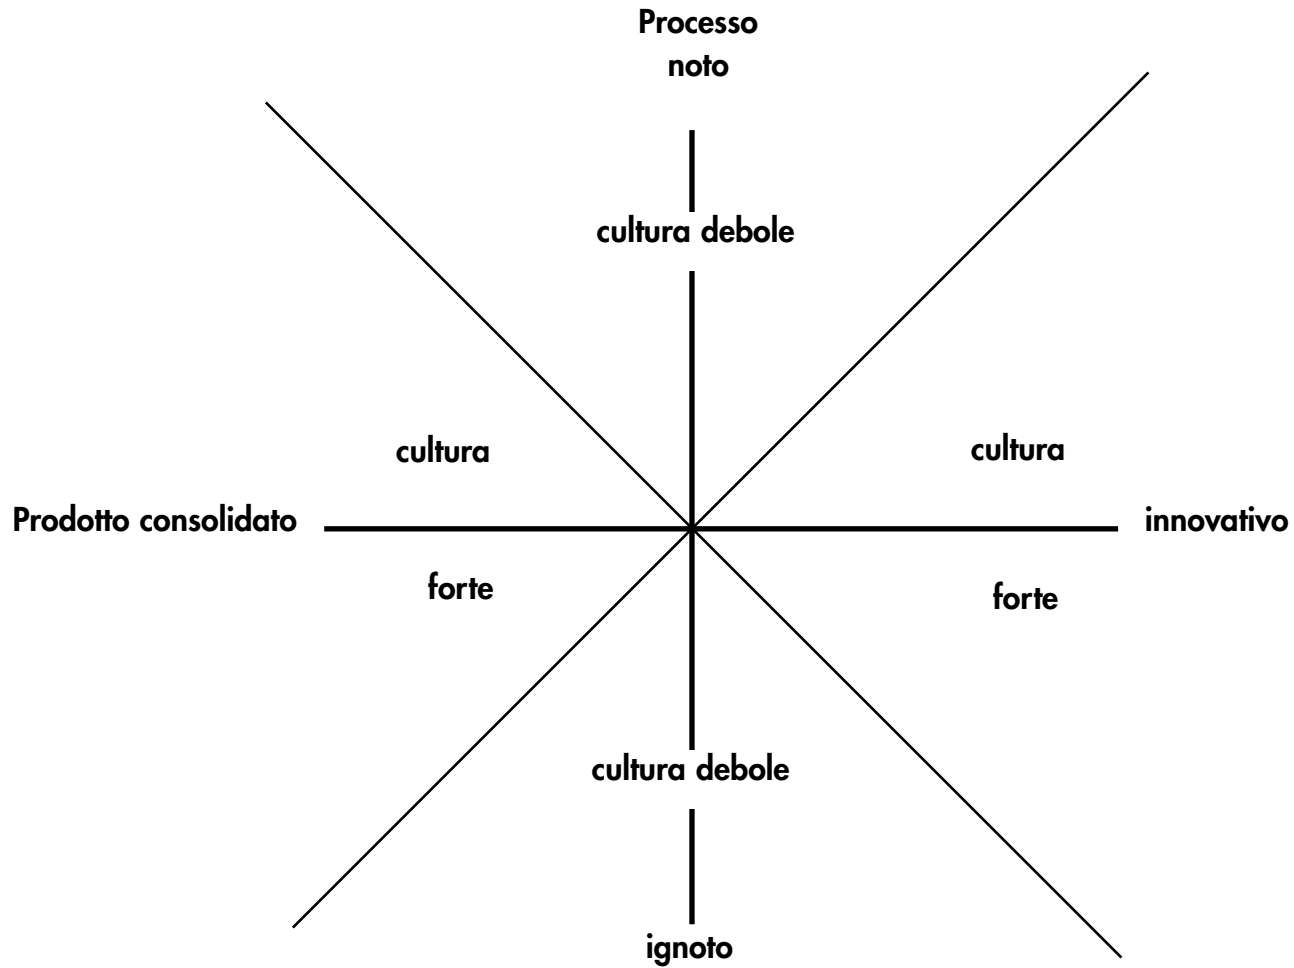 Processo
noto
cultura debole
cultura
cultura
Prodotto consolidato
innovativo
forte
forte
cultura debole
ignoto